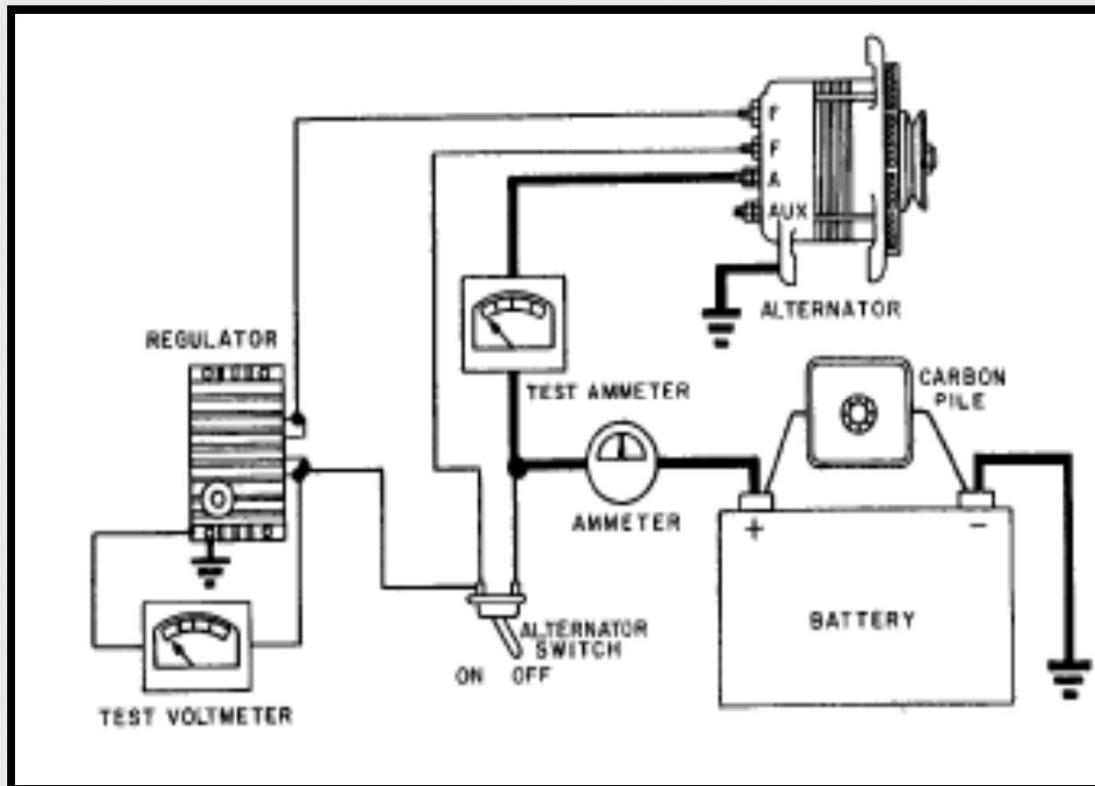 F
F
A
AUX
ALTERNATOR
REGULATOR
TEST AMMETER
CARBON
PILE
AMMETER
+
-
BATTERY
ALTERNATOR
SWITCH
ON OFF
TEST VOLTMETER